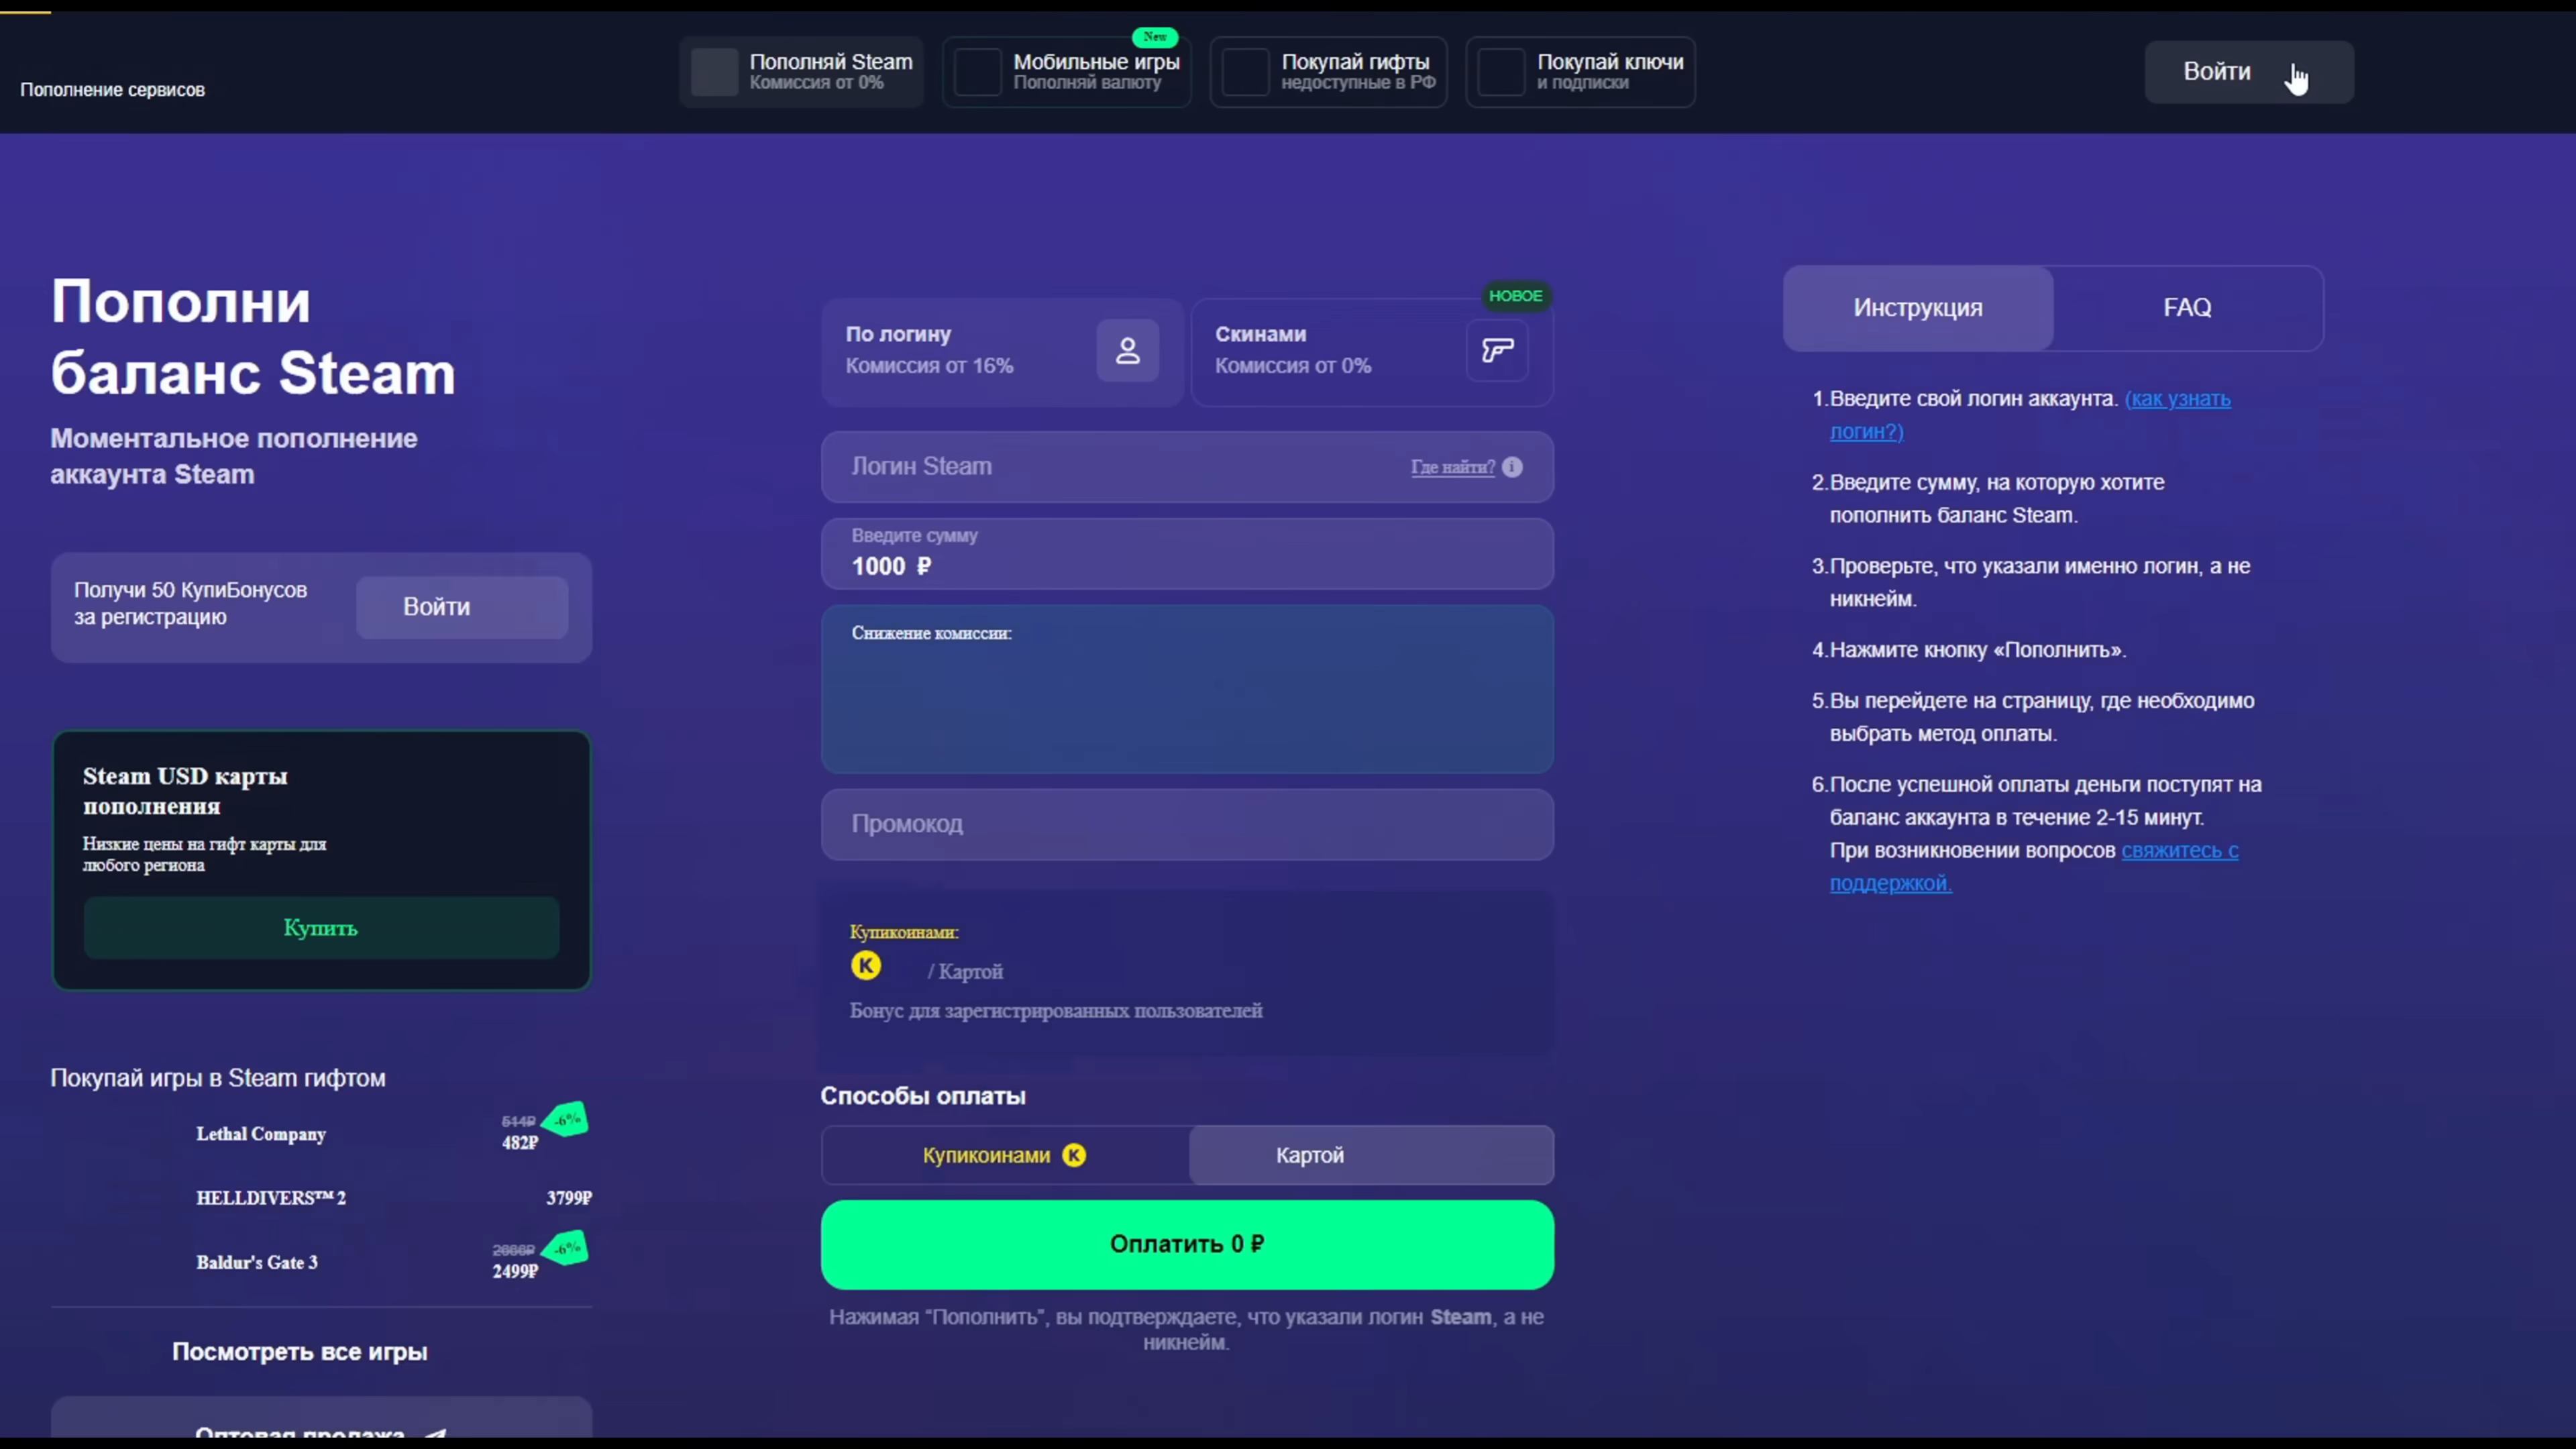 Пополнение сервисов
Пополняй Steam
Комиссия от 0%
New
Мобильные игры
Пополняй валюту
Покупай гифты
недоступные в РФ
Покупай ключи
и подписки
Войти
Пополни
баланс Steam
Моментальное пополнение
аккаунта Steam
Получи 50 КупиБонусов
за регистрацию
Войти
Steam USD карты
пополнения
Низкие цены на гифт карты для
любого региона
Купить
Покупай игры в Steam гифтом
Lethal Company
514₽
-6%
482₽
HELLDIVERS™ 2
3799₽
Baldur's Gate 3
-6%
2499₽
Посмотреть все игры
Оптовая продажа
По логину
Комиссия от 16%
НОВОЕ
Скинами
Комиссия от 0%
Логин Steam
Где найти?
Введите сумму
1000 ₽
Снижение комиссии:
Промокод
Купикоинами:
K
/ Картой
Бонус для зарегистрированных пользователей
Способы оплаты
Купикоинами K
Картой
Оплатить 0 ₽
Нажимая “Пополнить”, вы подтверждаете, что указали логин Steam, а не
никнейм.
Инструкция
FAQ
1.Введите свой логин аккаунта. (как узнать
логин?)
2.Введите сумму, на которую хотите
пополнить баланс Steam.
3.Проверьте, что указали именно логин, а не
никнейм.
4.Нажмите кнопку «Пополнить».
5.Вы перейдете на страницу, где необходимо
выбрать метод оплаты.
6.После успешной оплаты деньги поступят на
баланс аккаунта в течение 2-15 минут.
При возникновении вопросов свяжитесь с
поддержкой.